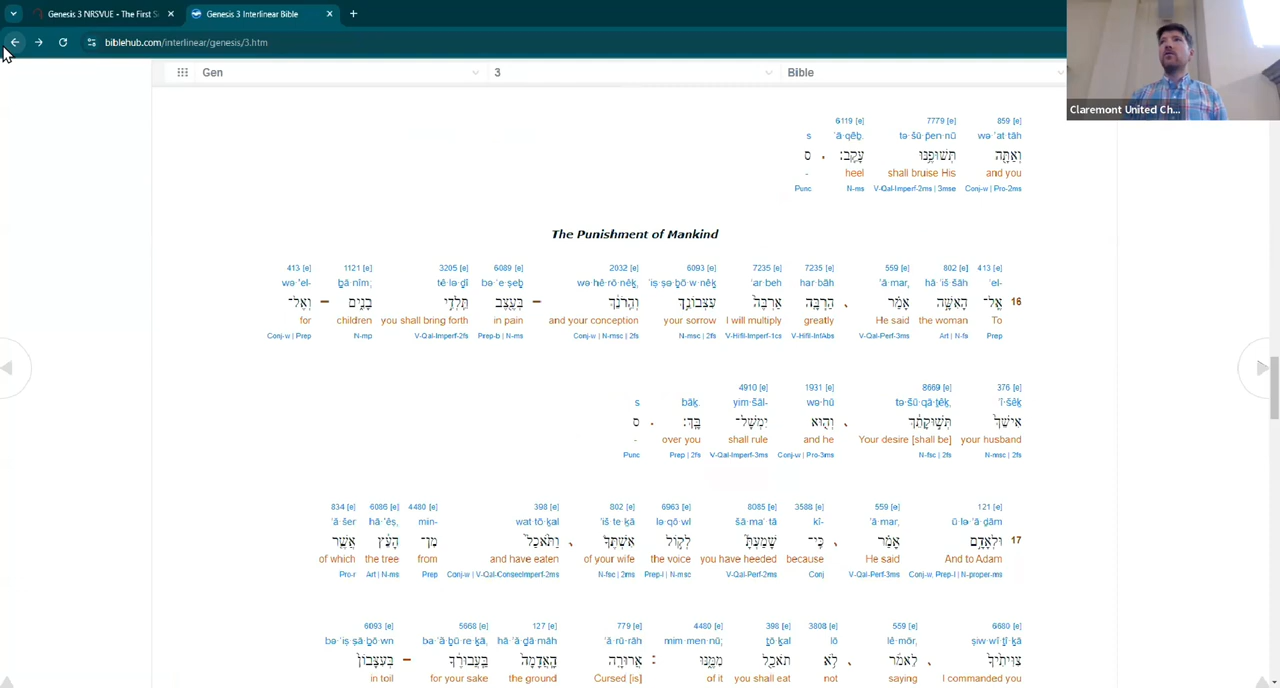 Genesis 3 NRSVUE - The First S
Genesis 3 Interlinear Bible
biblehub.com/interlinear/genesis/3.htm
Gen 3 Bible
Claremont United Ch...
6119 [e] 7779 [e] 859 [e]
s ‘ā·qêḇ. tə·šū·p̄en·nū wə·’at·tāh
ס . עָקֵֽב׃ תְּשׁוּפֶ֥נּוּ וְאַתָּ֖ה
- heel shall bruise His and you
Punc N-ms V-Qal-Imperf-2ms | 3mse Conj-w | Pro-2ms
The Punishment of Mankind
413 [e] 1121 [e] 3205 [e] 6089 [e] 2032 [e] 6093 [e] 7235 [e] 7235 [e] 559 [e] 802 [e] 413 [e]
wə·’el- ḇā·nîm; tê·lə·ḏî bə·‘e·ṣeḇ wə·hê·rō·nêḵ, ‘iṣ·ṣə·ḇō·w·nêḵ ’ar·beh har·bāh ’ā·mar, hā·’iš·šāh ’el-
וְאֶל־ – בָנִ֑ים תֵּֽלְדִ֣י בְּעֶ֖צֶב – וְהֵֽרֹנֵ֔ךְ עִצְּבוֹנֵ֣ךְ אַרְבֶּה֙ הַרְבָּ֤ה ، אָמַ֗ר הָֽאִשָּׁ֣ה אֶֽל־ 16
for children you shall bring forth in pain and your conception your sorrow I will multiply greatly He said the woman To
Conj-w | Prep N-mp V-Qal-Imperf-2fs Prep-b | N-ms Conj-w | N-msc | 2fs N-msc | 2fs V-Hifil-Imperf-1cs V-Hifil-InfAbs V-Qal-Perf-3ms Art | N-fs Prep
4910 [e] 1931 [e] 8669 [e] 376 [e]
s bāḵ. yim·šāl- wə·hū tə·šū·qā·ṯêḵ, ’î·šêḵ
ס . בָּֽךְ׃ יִמְשָׁל־ וְה֖וּא ، תְּשׁ֣וּקָתֵ֔ךְ אִישֵׁךְ֙
- over you shall rule and he Your desire [shall be] your husband
Punc Prep | 2fs V-Qal-Imperf-3ms Conj-w | Pro-3ms N-fsc | 2fs N-msc | 2fs
834 [e] 6086 [e] 4480 [e] 398 [e] 802 [e] 6963 [e] 8085 [e] 3588 [e] 559 [e] 121 [e]
’ă·šer hā·‘êṣ, min- wat·tō·ḵal ’iš·te·ḵā lə·qō·wl šā·ma‘·tā kî- ’ā·mar, ū·lə·’ā·ḏām
אֲשֶׁ֤ר הָעֵ֔ץ מִן־ וַתֹּ֙אכַל֙ ، אִשְׁתֶּךָ֒ לְק֣וֹל שָׁמַעְתָּ֮ כִּֽי־ ، אָמַ֗ר וּלְאָדָ֣ם 17
of which the tree from and have eaten of your wife the voice you have heeded because He said And to Adam
Pro-r Art | N-ms Prep Conj-w | V-Qal-ConsecImperf-2ms N-fsc | 2ms Prep-l | N-msc V-Qal-Perf-2ms Conj V-Qal-Perf-3ms Conj-w, Prep-l | N-proper-ms
6093 [e] 5668 [e] 127 [e] 779 [e] 4480 [e] 398 [e] 3808 [e] 559 [e] 6680 [e]
bə·‘iṣ·ṣā·ḇō·wn ba·‘ă·ḇū·re·ḵā, hā·’ă·ḏā·māh ’ă·rū·rāh mim·men·nū; ṯō·ḵal lō lê·mōr, ṣiw·wî·ṯî·ḵā
בְּעִצָּבוֹן֙ – בַּֽעֲבוּרֶ֔ךָ הָֽאֲדָמָה֙ אֲרוּרָ֤ה : מִמֶּ֑נּוּ תֹאכַ֖ל לֹ֥א ، לֵאמֹ֔ר ، צִוִּיתִ֙יךָ֙
in toil for your sake the ground Cursed [is] of it you shall eat not saying I commanded you